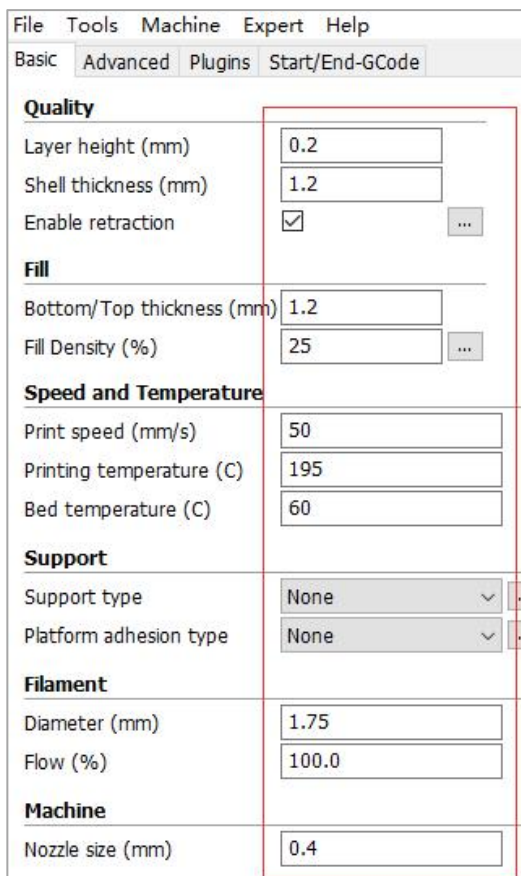 File Tools Machine Expert Help
Basic Advanced Plugins Start/End-GCode
Quality
Layer height (mm) 0.2
Shell thickness (mm) 1.2
Enable retraction ...
Fill
Bottom/Top thickness (mm) 1.2
Fill Density (%) 25 ...
Speed and Temperature
Print speed (mm/s) 50
Printing temperature (C) 195
Bed temperature (C) 60
Support
Support type None
Platform adhesion type None
Filament
Diameter (mm) 1.75
Flow (%) 100.0
Machine
Nozzle size (mm) 0.4